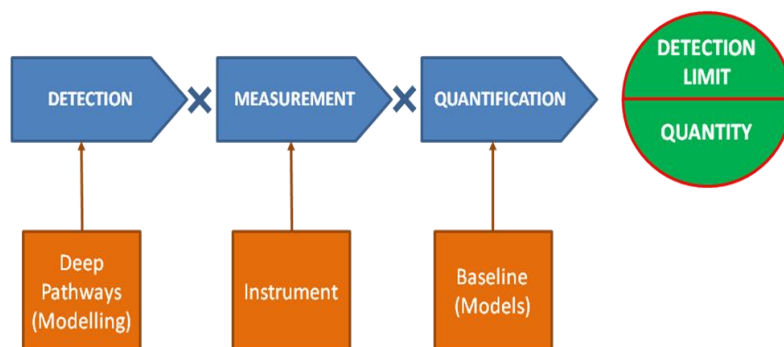 DETECTION
MEASUREMENT
QUANTIFICATION
DETECTION
LIMIT
QUANTITY
Deep
Pathways
(Modelling)
Instrument
Baseline
(Models)